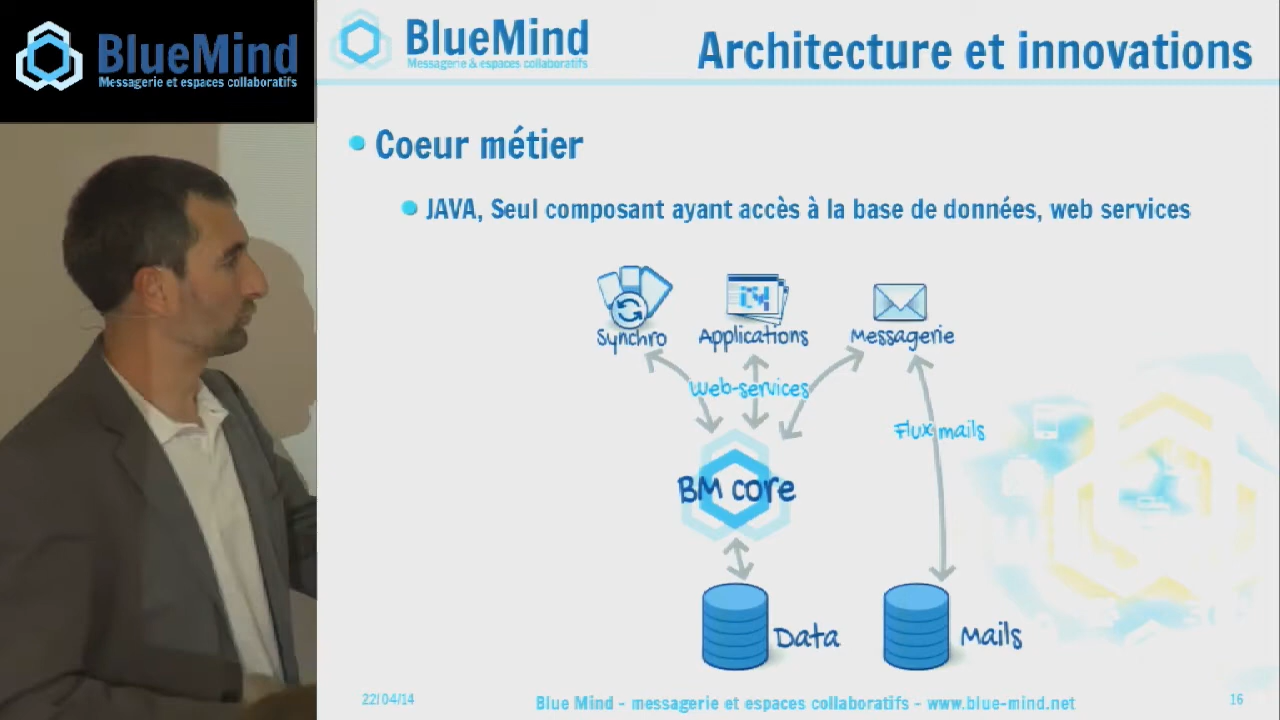 BlueMind
Messagerie et espaces collaboratifs
BlueMind
Messagerie & espaces collaboratifs
Architecture et innovations
Coeur métier
JAVA, Seul composant ayant accès à la base de données, web services
Synchro
Applications
Messagerie
Web-services
Flux mails
BM core
Data
Mails
22/04/14
Blue Mind - messagerie et espaces collaboratifs - www.blue-mind.net
16